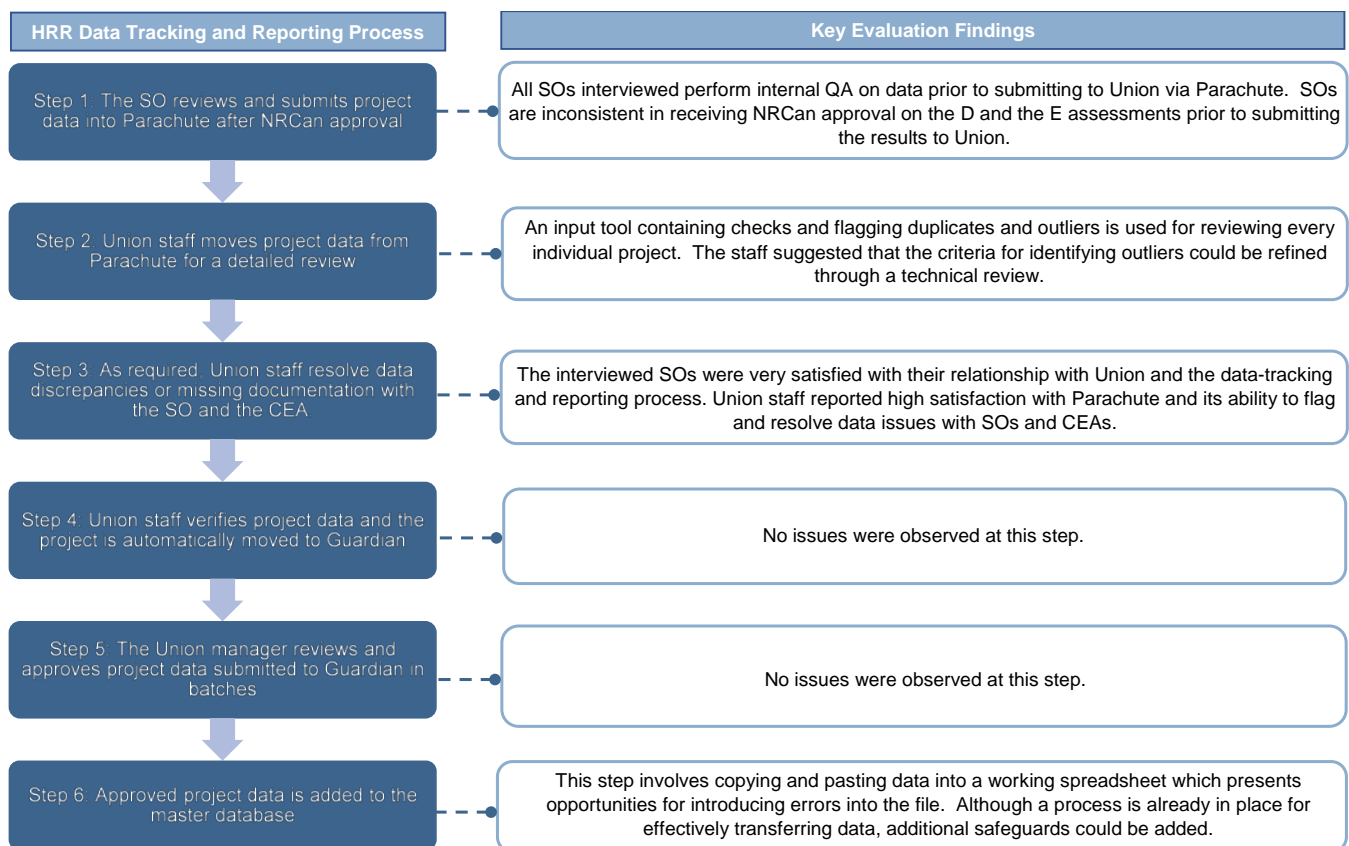 HRR Data Tracking and Reporting Process
Key Evaluation Findings
Step 1: The SO reviews and submits project
data into Parachute after NRCan approval
All SOs interviewed perform internal QA on data prior to submitting to Union via Parachute. SOs
are inconsistent in receiving NRCan approval on the D and the E assessments prior to submitting
the results to Union.
Step 2: Union staff moves project data from
Parachute for a detailed review
An input tool containing checks and flagging duplicates and outliers is used for reviewing every
individual project. The staff suggested that the criteria for identifying outliers could be refined
through a technical review.
Step 3: As required, Union staff resolve data
discrepancies or missing documentation with
the SO and the CEA
The interviewed SOs were very satisfied with their relationship with Union and the data-tracking
and reporting process. Union staff reported high satisfaction with Parachute and its ability to flag
and resolve data issues with SOs and CEAs.
Step 4: Union staff verifies project data and the
project is automatically moved to Guardian
No issues were observed at this step.
Step 5: The Union manager reviews and
approves project data submitted to Guardian in
batches
No issues were observed at this step.
Step 6: Approved project data is added to the
master database
This step involves copying and pasting data into a working spreadsheet which presents
opportunities for introducing errors into the file. Although a process is already in place for
effectively transferring data, additional safeguards could be added.